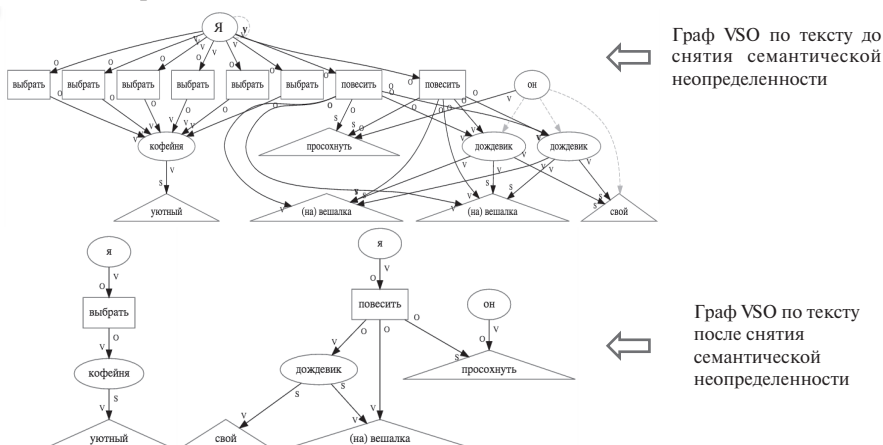 Я
V
Граф VSO по тексту до
снятия семантической
неопределенности
выбрать выбрать выбрать выбрать выбрать выбрать повесить повесить он
кофейня просохнуть дождевик дождевик
уютный (на) вешалка (на) вешалка свой
я я
V V
O O
выбрать повесить он
O O O O V
V V V S O
кофейня дождевик просохнуть
S S S
V V V V
уютный свой (на) вешалка
Граф VSO по тексту
после снятия
семантической
неопределенности